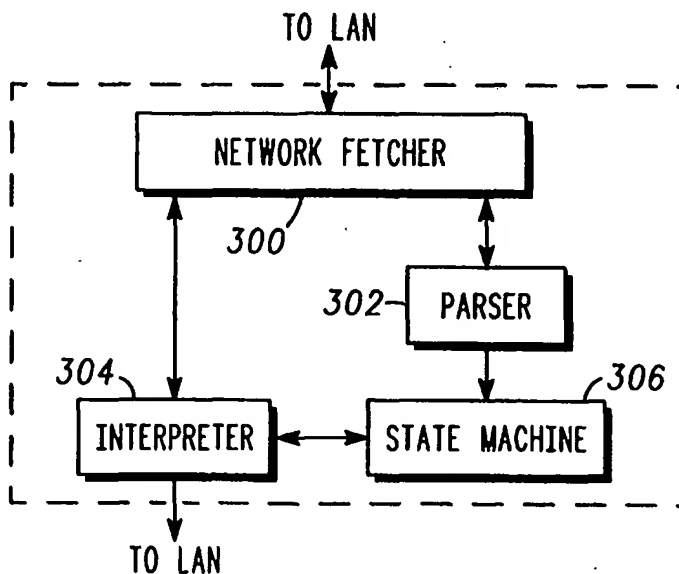 TO LAN
NETWORK FETCHER
300
302
PARSER
304
306
INTERPRETER
STATE MACHINE
TO LAN